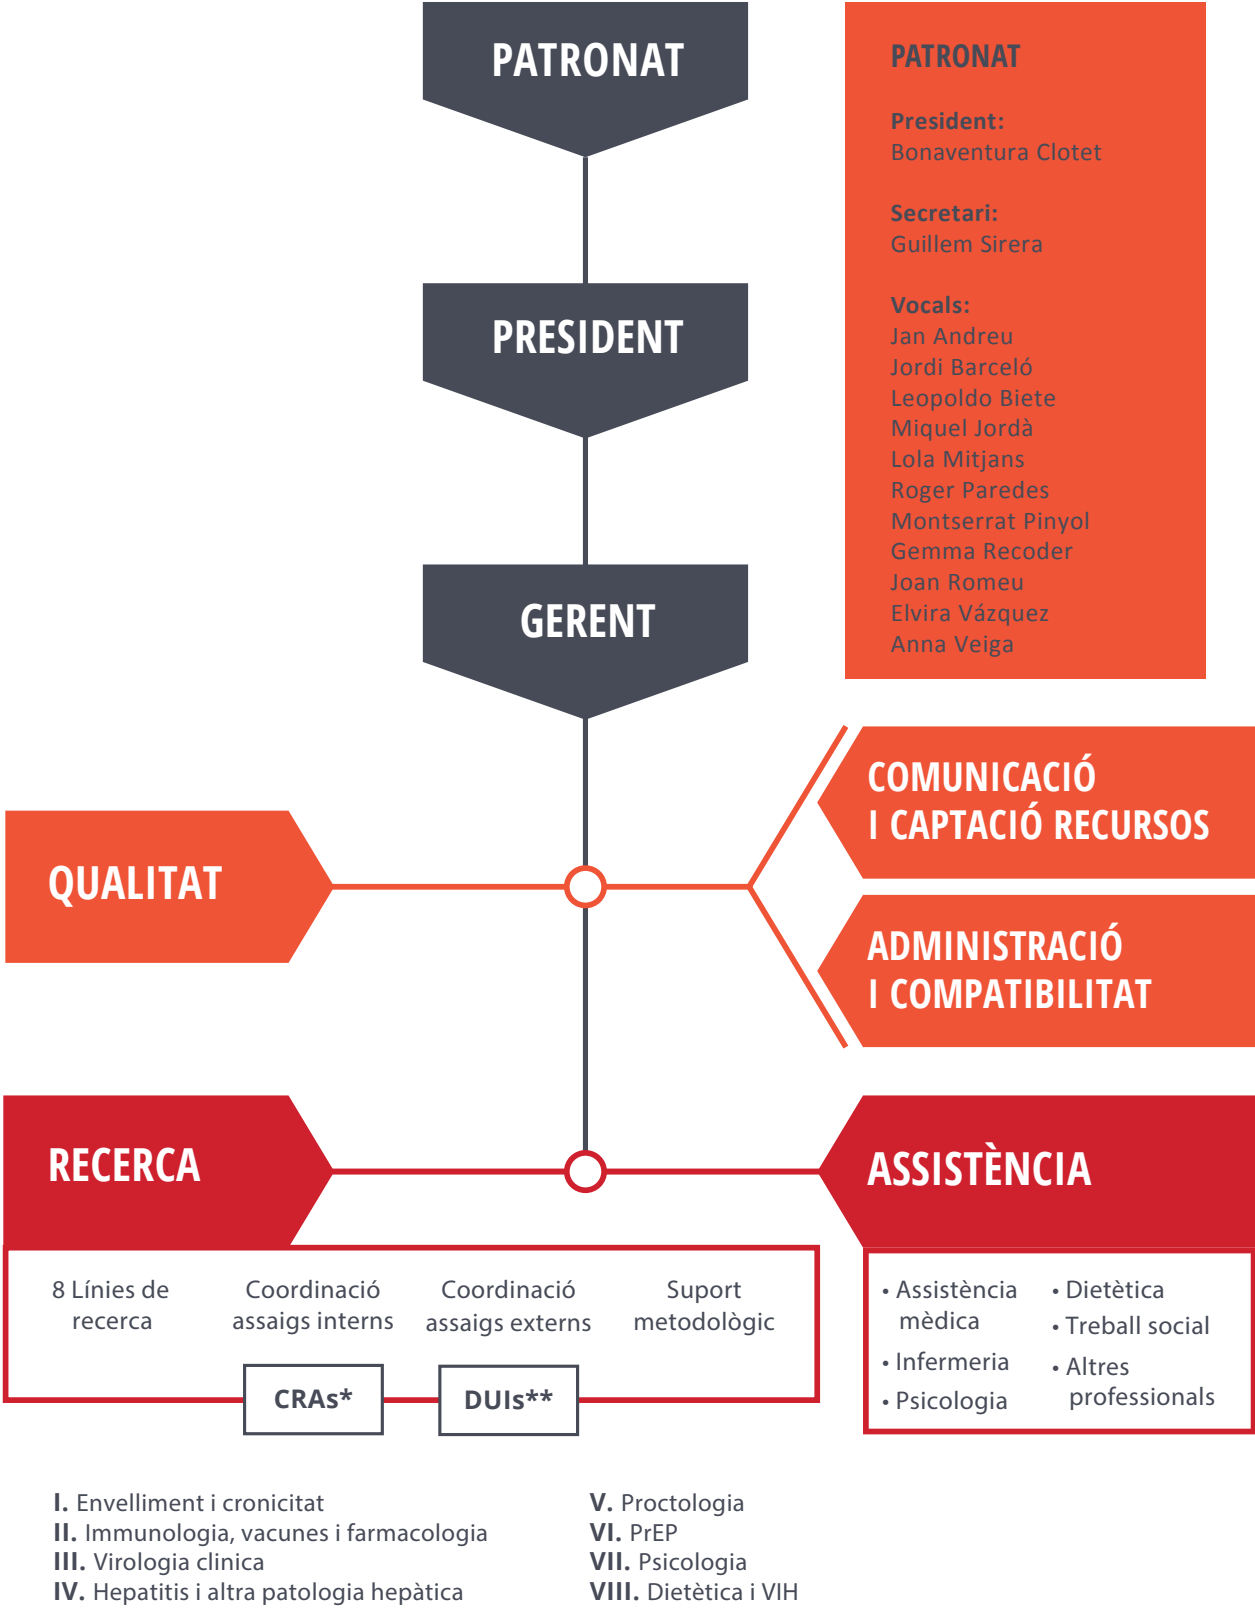 PATRONAT
PRESIDENT
GERENT
PATRONAT
President:
Bonaventura Clotet
Secretari:
Guillem Sirera
Vocals:
Jan Andreu
Jordi Barceló
Leopoldo Biete
Miquel Jordà
Lola Mitjans
Roger Paredes
Montserrat Pinyol
Gemma Recoder
Joan Romeu
Elvira Vázquez
Anna Veiga
QUALITAT
COMUNICACIÓ
I CAPTACIÓ RECURSOS
ADMINISTRACIÓ
I COMPATIBILITAT
RECERCA
8 Línies de
recerca
Coordinació
assaigs interns
CRAs*
Coordinació
assaigs externs
DUIs**
Suport
metodològic
ASSISTÈNCIA
• Assistència
mèdica
• Infermeria
• Psicologia
• Dietètica
• Treball social
• Altres
professionals
I. Envelliment i cronicitat
II. Immunologia, vacunes i farmacologia
III. Virologia clinica
IV. Hepatitis i altra patologia hepàtica
V. Proctologia
VI. PrEP
VII. Psicologia
VIII. Dietètica i VIH